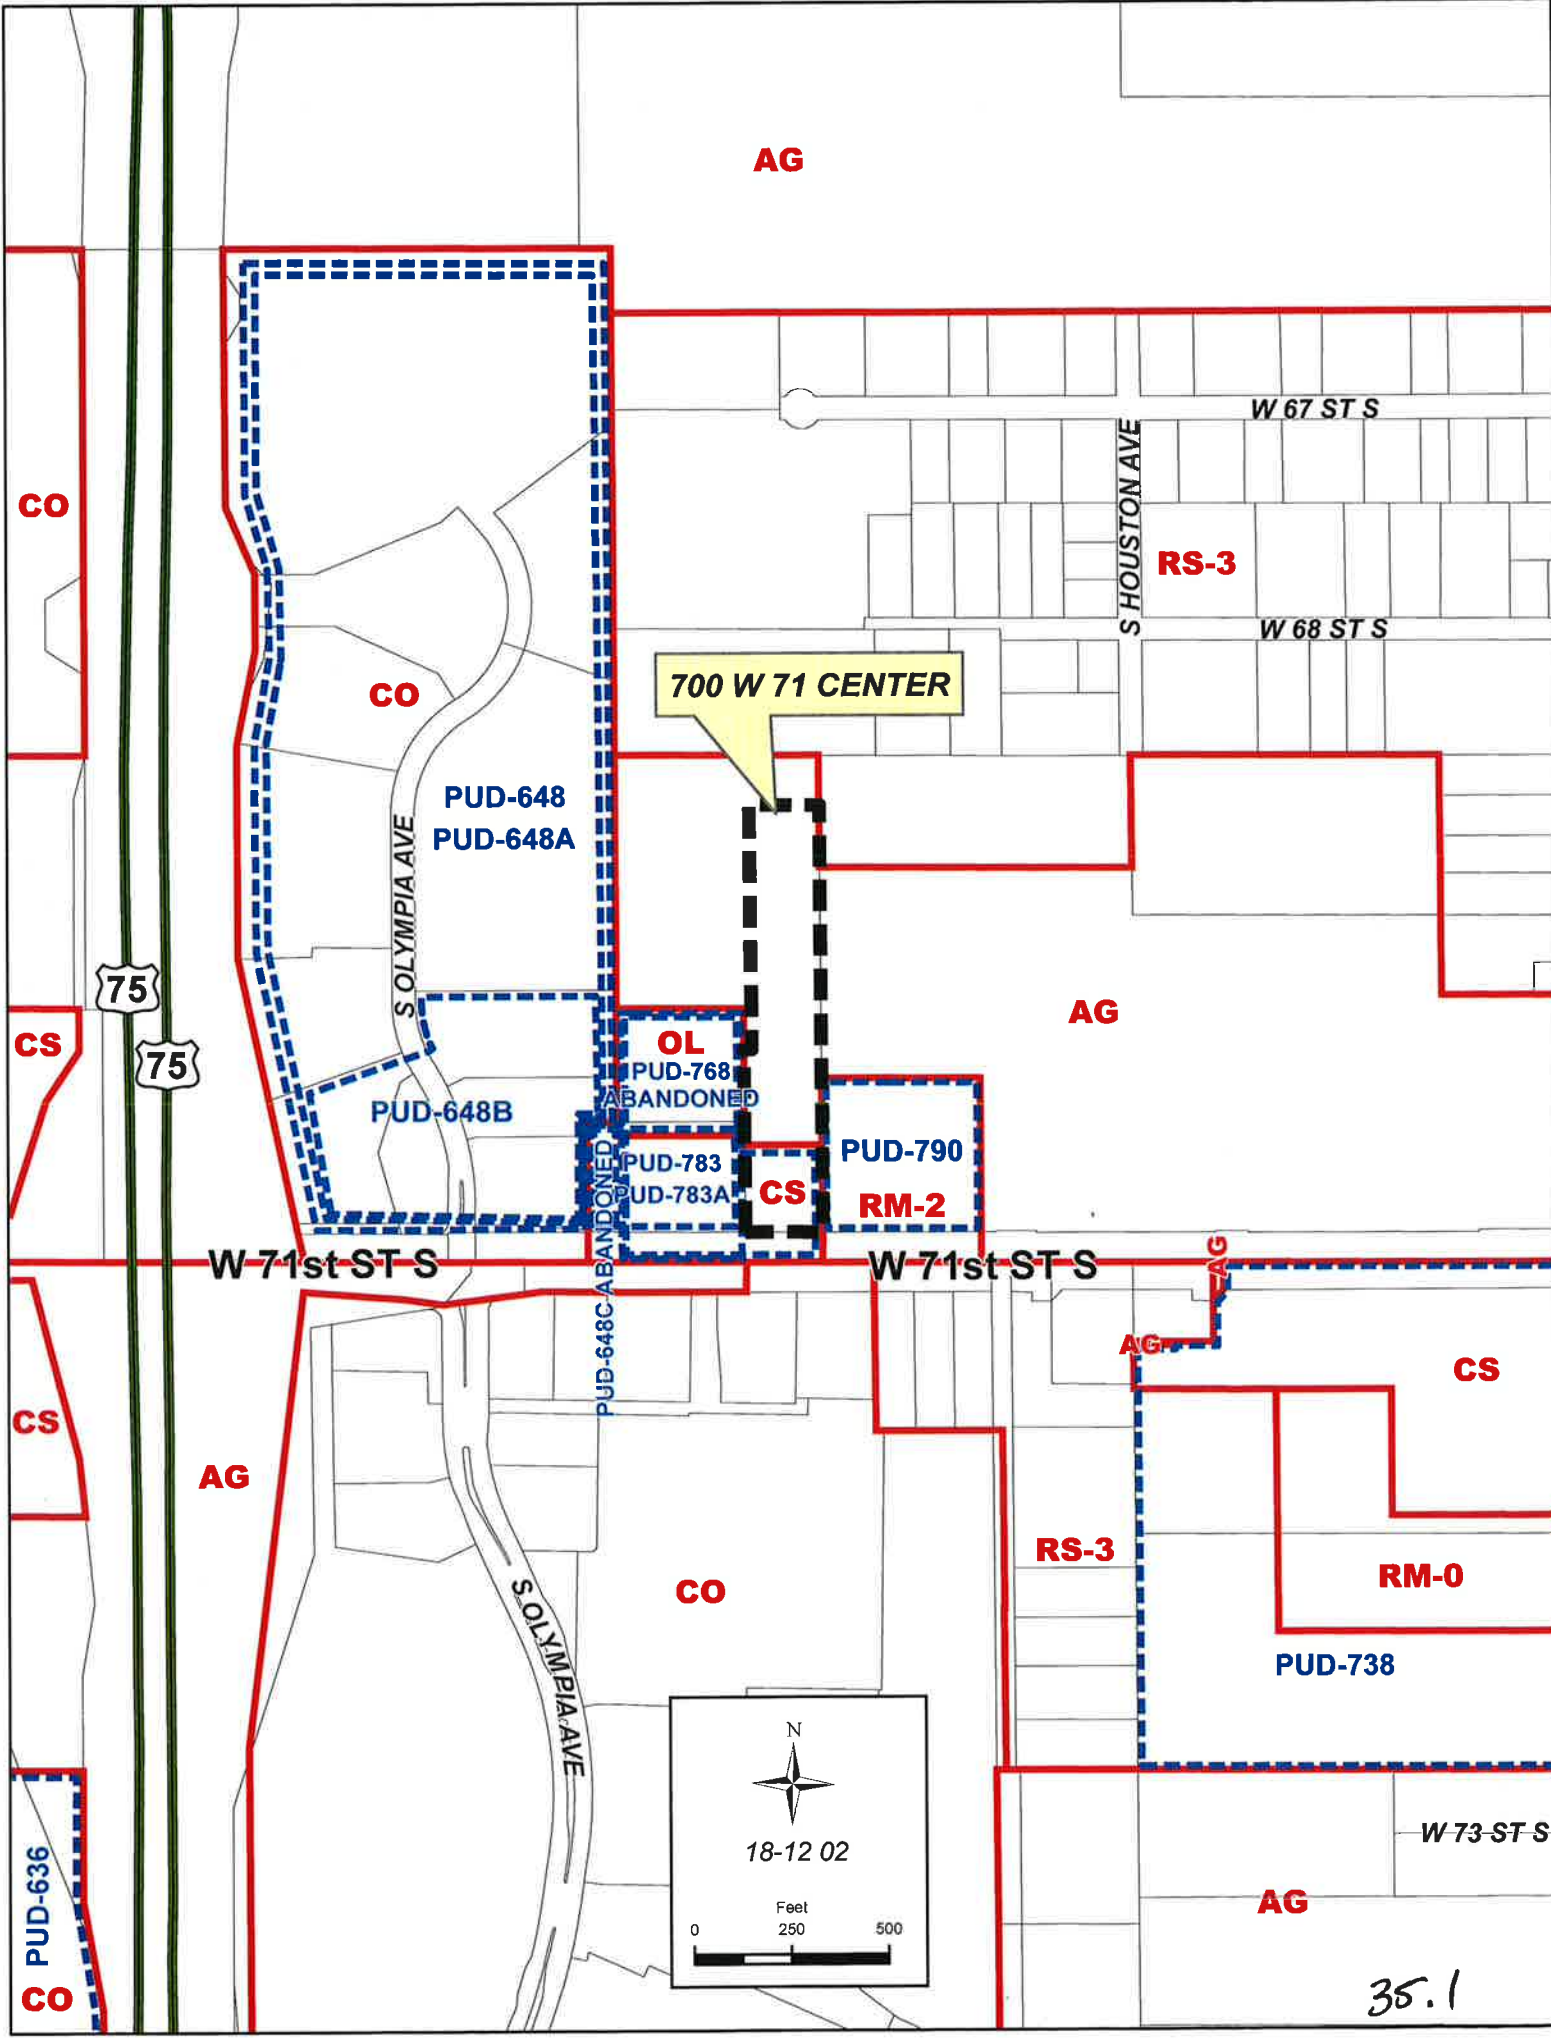 AG
W 67 ST S
S HOUSTON AVE
CO
RS-3
W 68 ST S
700 W 71 CENTER
CO
PUD-648
PUD-648A
S OLYMPIA AVE
75
AG
CS
OL
75
PUD-768
ABANDONED
PUD-648B
PUD-783
PUD-790
UD-783A
CS
RM-2
PUD-648C ABANDONED
W 71st ST S
W 71st ST S
AG
AG
CS
CS
AG
RS-3
RM-0
CO
S OLYMPIA AVE
PUD-738
N
18-12 02
W 73 ST S
PUD-636
AG
Feet
0 250 500
CO
35.1